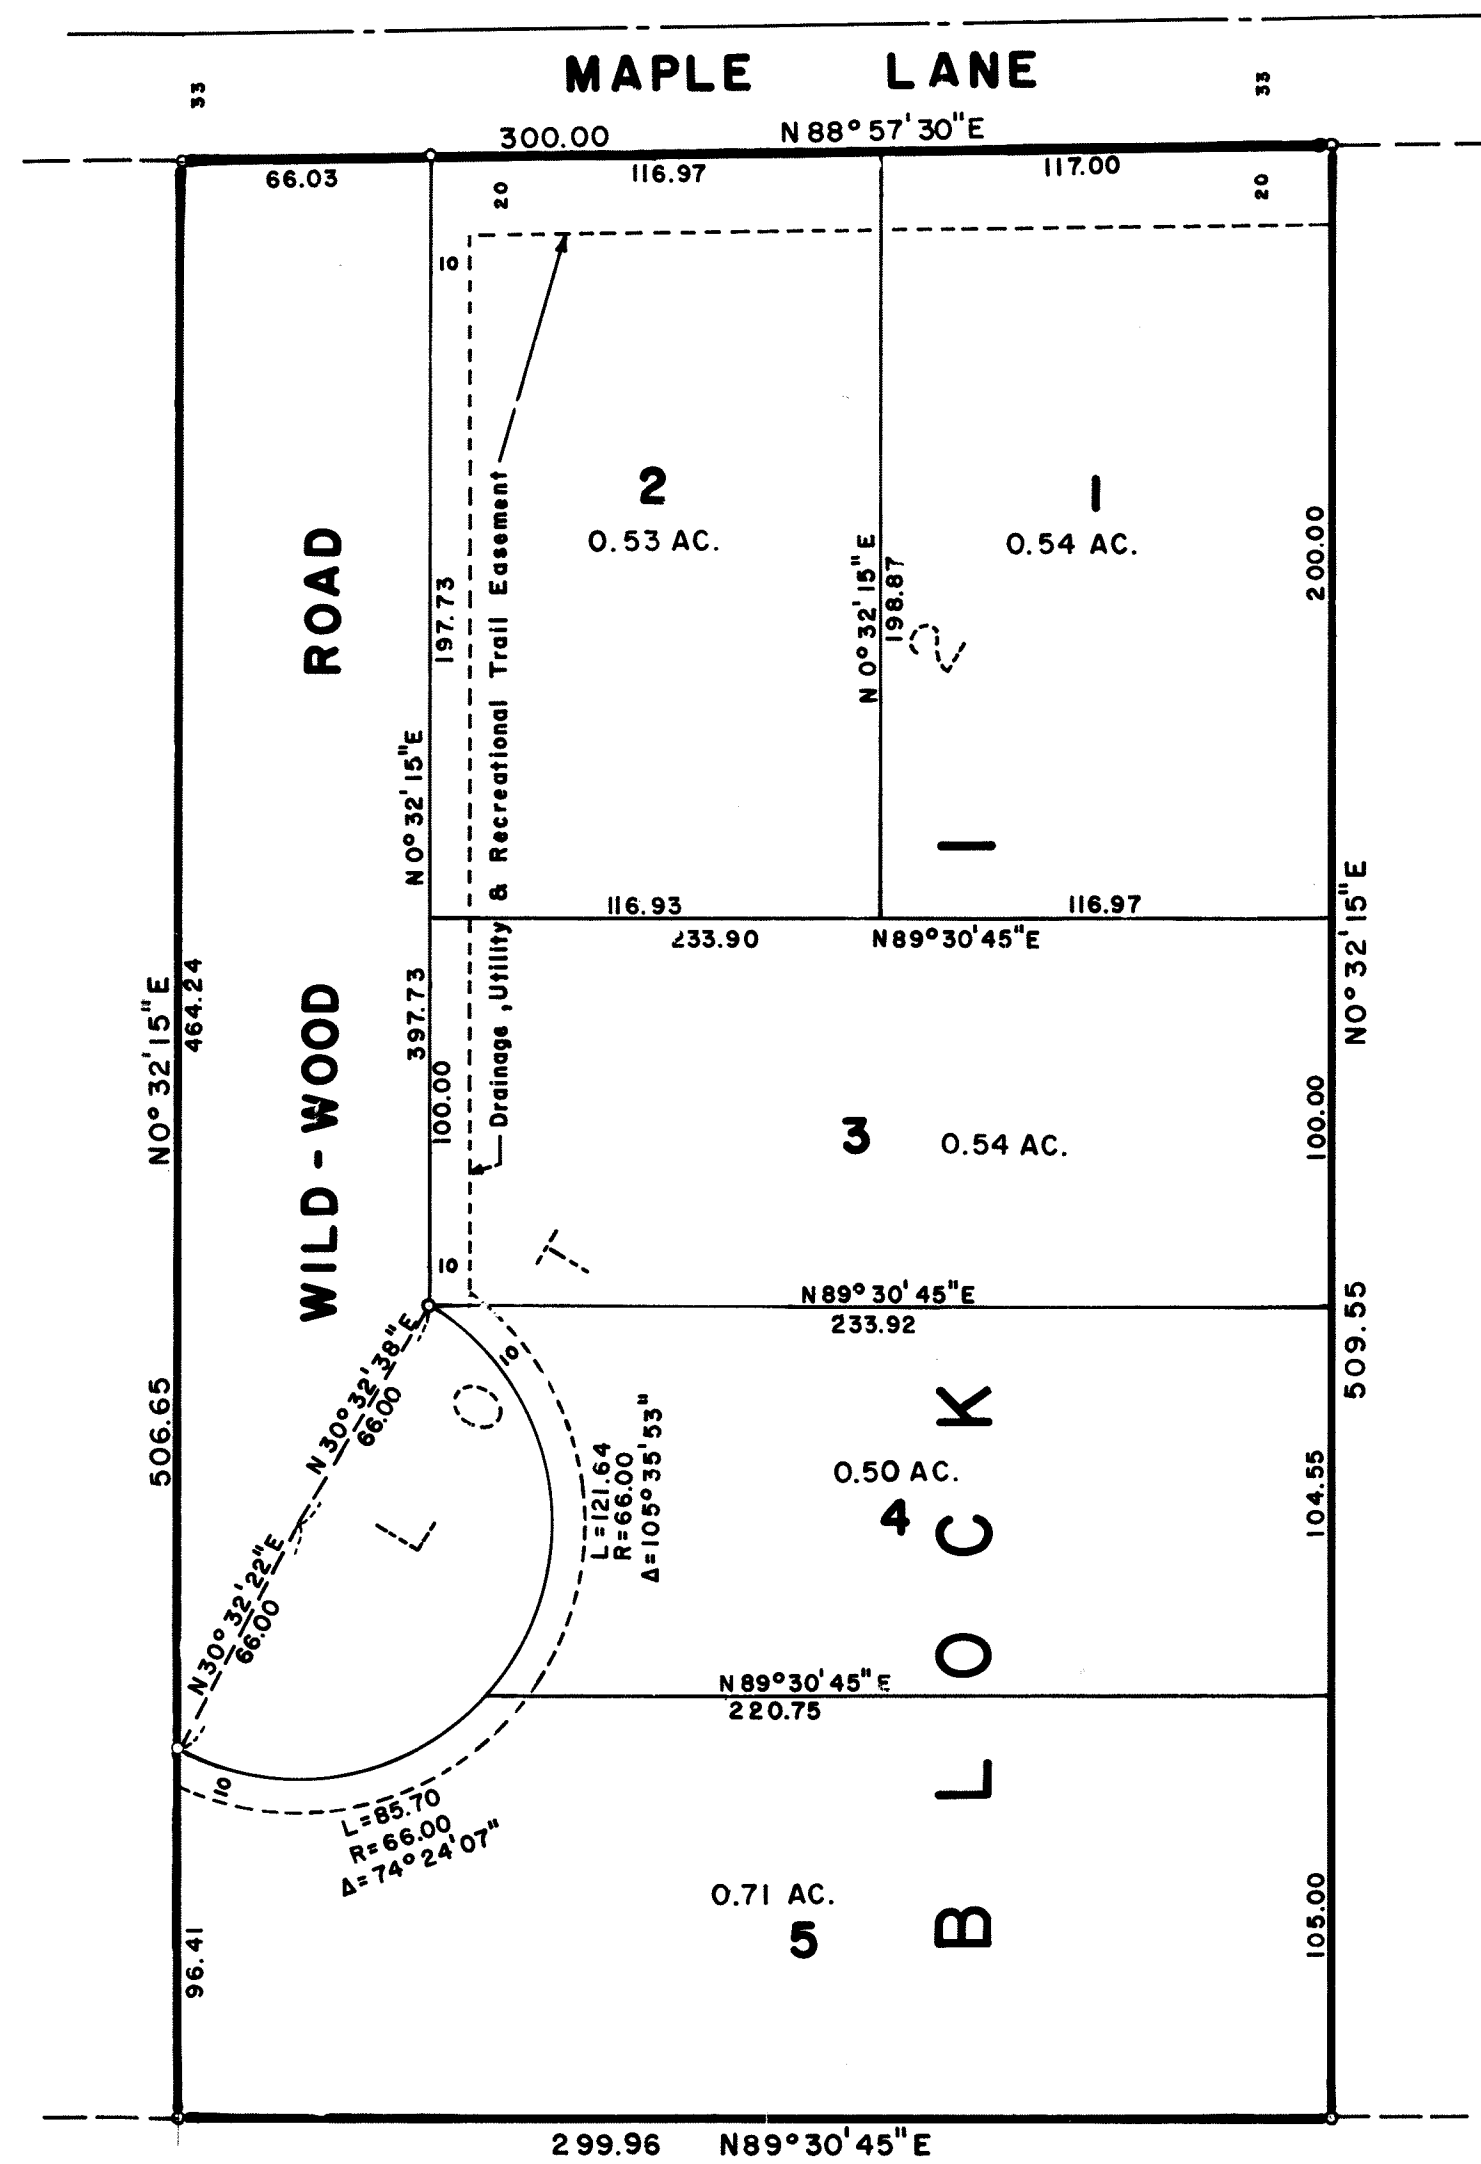 MAPLE LANE
33
33
300.00
N 88° 57' 30" E
66.03
116.97
117.00
20
20
10
2
0.53 AC.
1
0.54 AC.
ROAD
197.73
Drainage, Utility & Recreational Trail Easement
N 0° 32' 15" E
198.87
2
200.00
N 0° 32' 15" E
1
116.93
116.97
233.90
N 89° 30' 45" E
N 0° 32' 15" E
464.24
WILD-WOOD
397.73
100.00
N 0° 32' 15" E
3
0.54 AC.
100.00
10
LOT
N 89° 30' 45" E
233.92
509.55
506.65
N 30° 32' 38" E
66.00
10
L=121.64
R=66.00
Δ=105° 35' 53"
0.50 AC.
4
BLOCK
104.55
N 30° 32' 22" E
66.00
N 89° 30' 45" E
220.75
10
L=85.70
R=66.00
Δ=74° 24' 07"
0.71 AC.
5
96.41
105.00
299.96
N 89° 30' 45" E